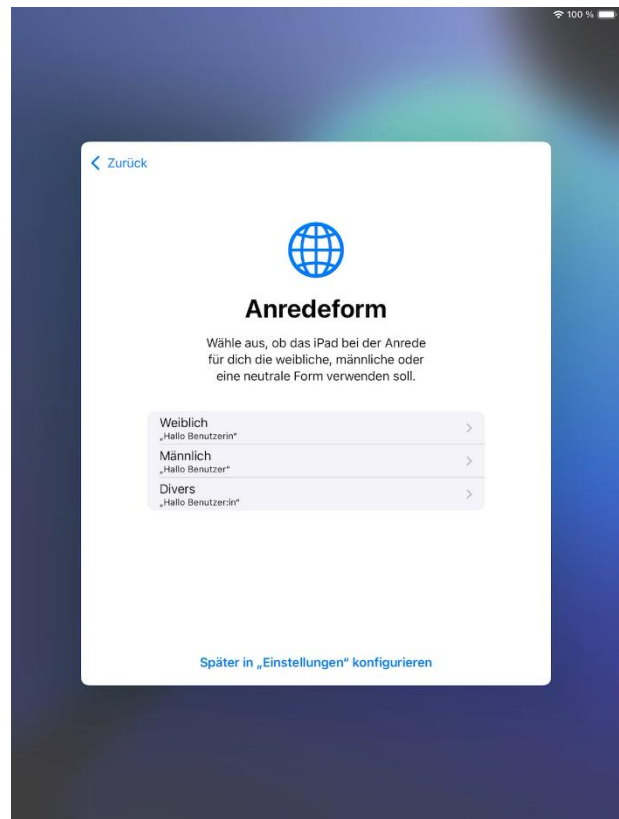 100 %
Zurück
Anredeform
Wähle aus, ob das iPad bei der Anrede
für dich die weibliche, männliche oder
eine neutrale Form verwenden soll.
Weiblich
„Hallo Benutzerin“
Männlich
„Hallo Benutzer“
Divers
„Hallo Benutzer:in“
Später in „Einstellungen“ konfigurieren